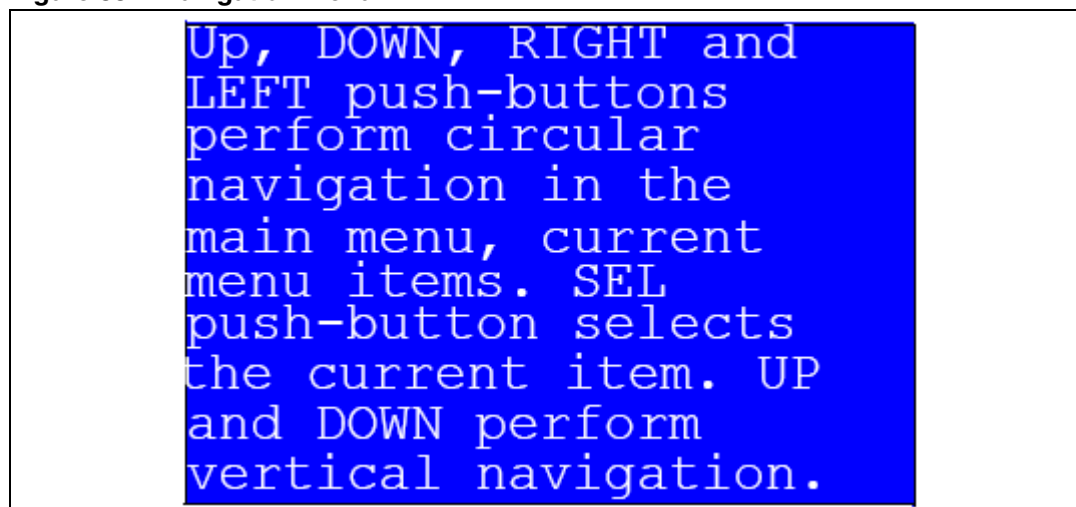 Up, DOWN, RIGHT and
LEFT push-buttons
perform circular
navigation in the
main menu, current
menu items. SEL
push-button selects
the current item. UP
and DOWN perform
vertical navigation.